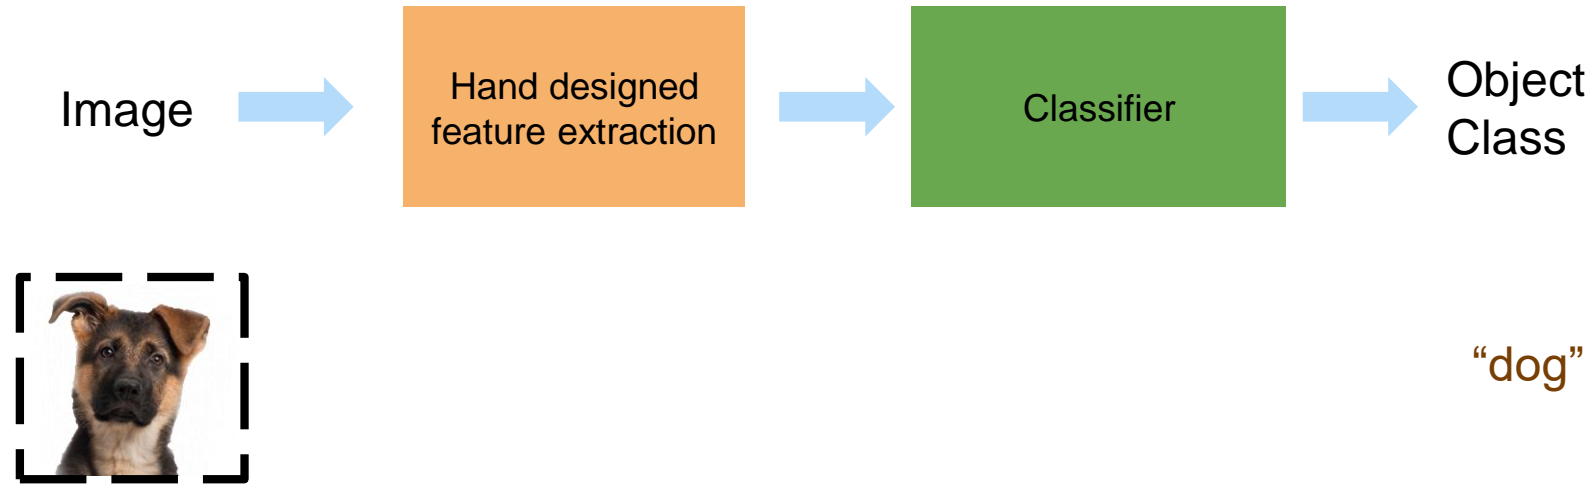 Image
Hand designed
feature extraction
Classifier
Object
Class
“dog”